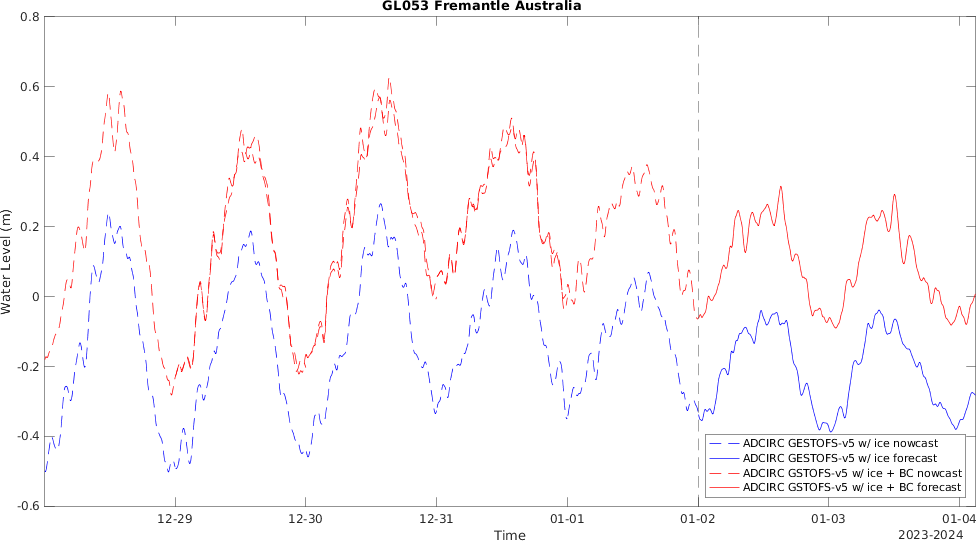 GL053 Fremantle Australia
0.8
0.6
0.4
0.2
0
-0.2
-0.4
-0.6
Water Level (m)
ADCIRC GESTOFS-v5 w/ ice nowcast
ADCIRC GESTOFS-v5 w/ ice forecast
ADCIRC GSTOFS-v5 w/ ice + BC nowcast
ADCIRC GSTOFS-v5 w/ ice + BC forecast
12-29 12-30 12-31 01-01 01-02 01-03 01-04
Time
2023-2024